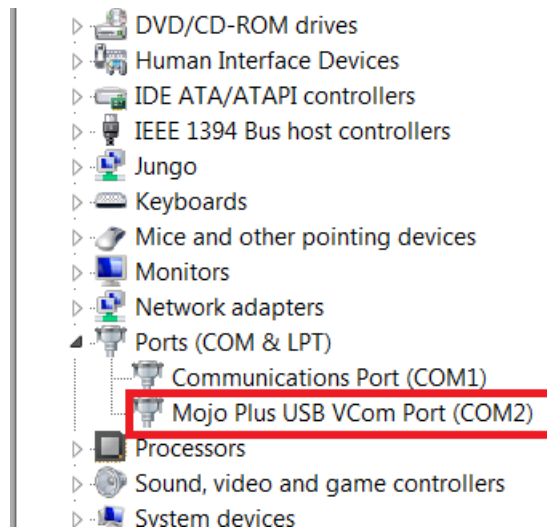 DVD/CD-ROM drives
Human Interface Devices
IDE ATA/ATAPI controllers
IEEE 1394 Bus host controllers
Jungo
Keyboards
Mice and other pointing devices
Monitors
Network adapters
Ports (COM & LPT)
Communications Port (COM1)
Mojo Plus USB VCom Port (COM2)
Processors
Sound, video and game controllers
System devices